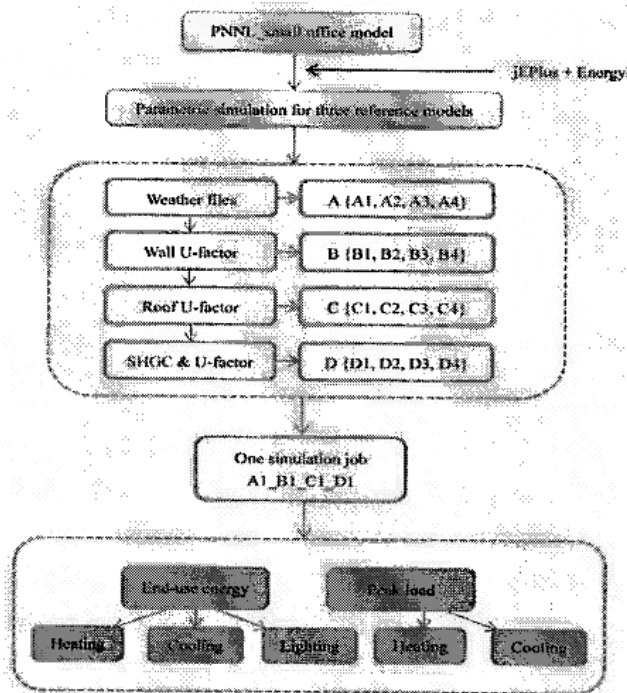 PNNL_small office model
jEPlus + Energy
Parametric simulation for three reference models
Weather files
A {A1, A2, A3, A4}
Wall U-factor
B {B1, B2, B3, B4}
Roof U-factor
C {C1, C2, C3, C4}
SHGC & U-factor
D {D1, D2, D3, D4}
One simulation job
A1_B1_C1_D1
End-use energy
Peak load
Heating
Cooling
Lighting
Heating
Cooling